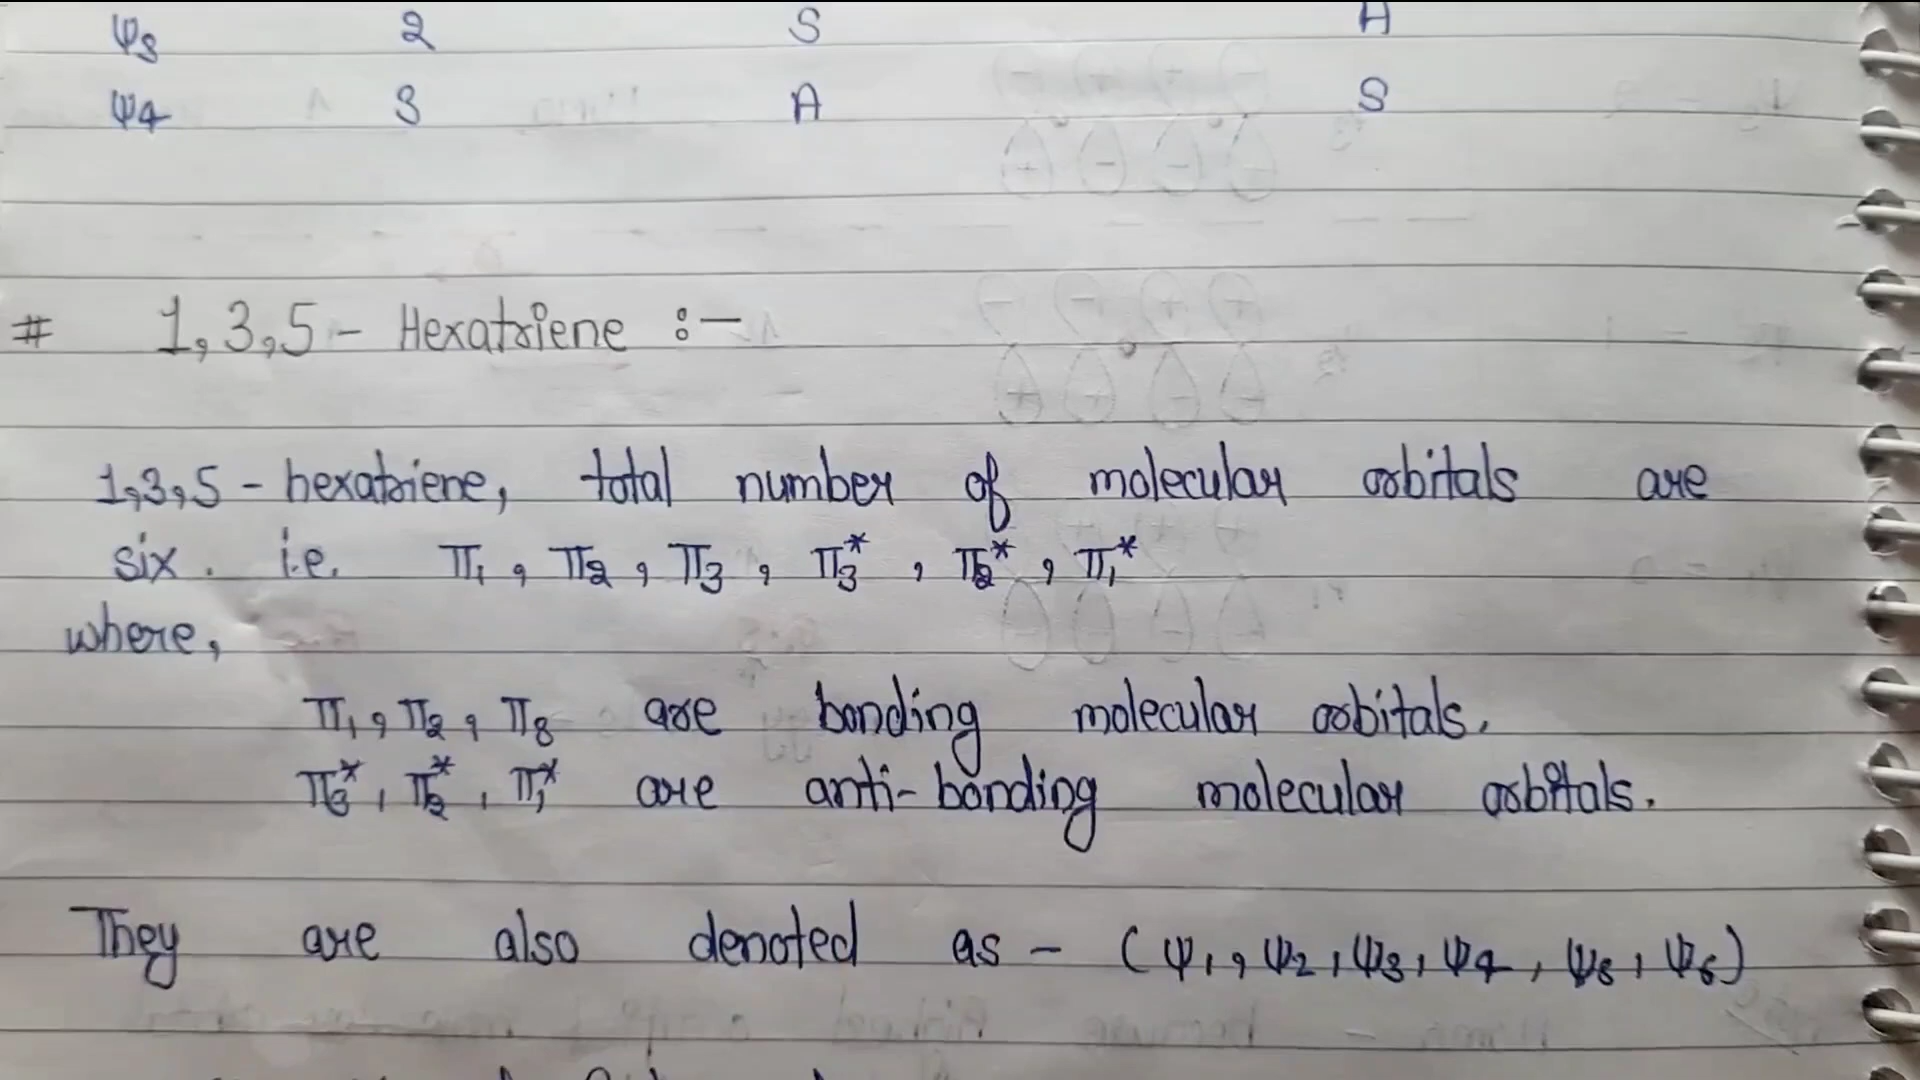 ψ3 2 S A
ψ4 3 A S
# 1,3,5 - Hexatriene :-
1,3,5 - hexatriene, total number of molecular orbitals are
six. i.e. π1, π2, π3, π3*, π2*, π1*
where,
π1, π2, π3 are bonding molecular orbitals.
π3*, π2*, π1* are anti-bonding molecular orbitals.
They are also denoted as - (ψ1, ψ2, ψ3, ψ4, ψ5, ψ6)